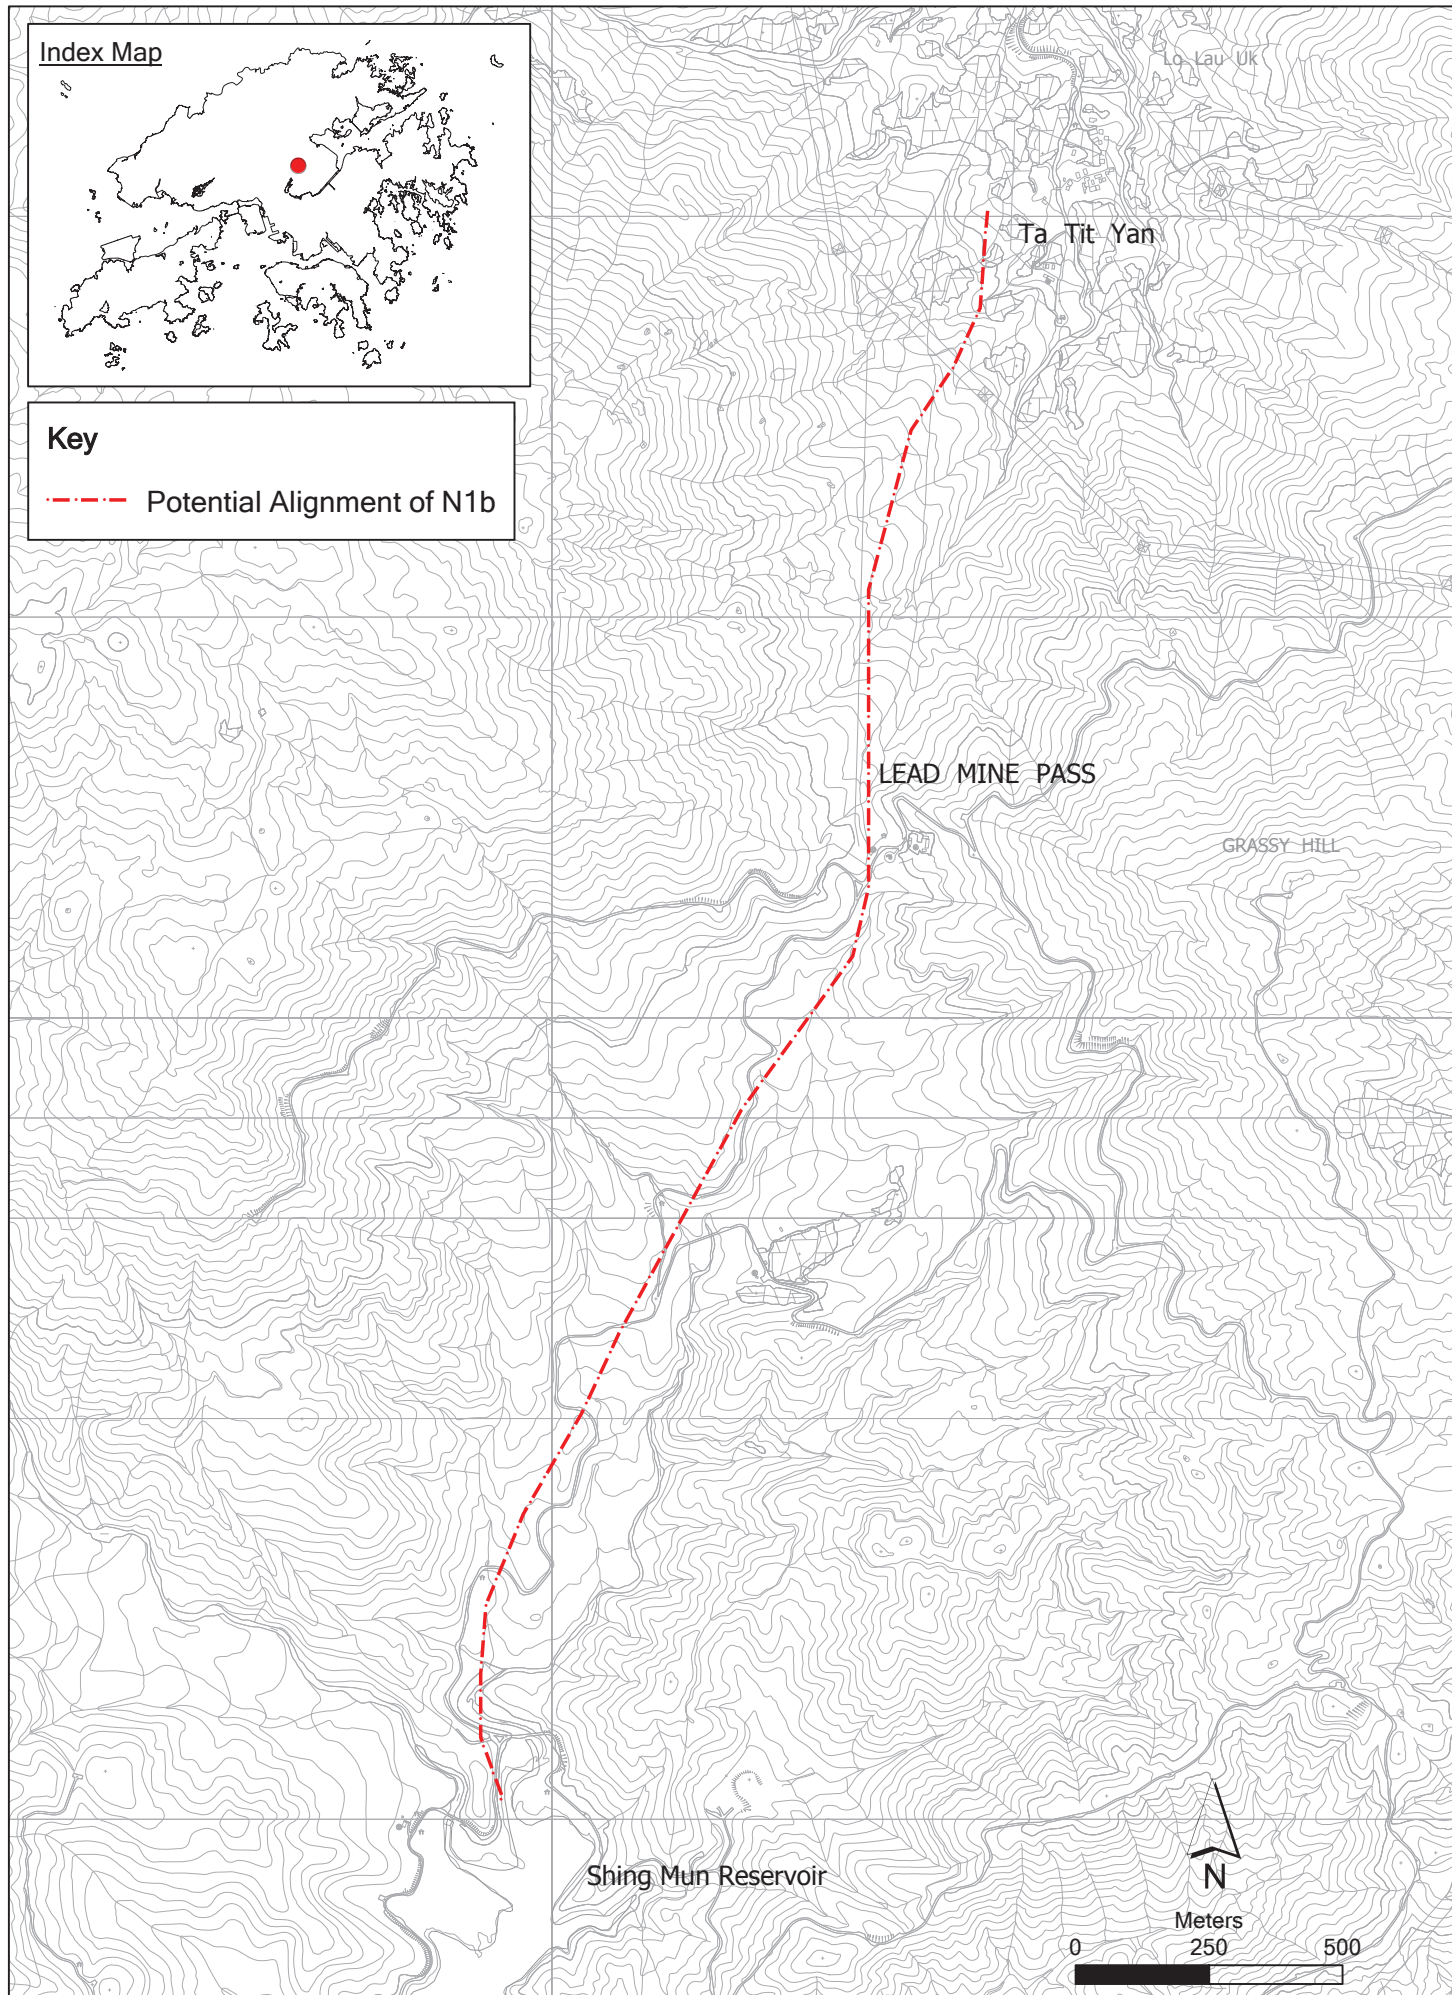 Index Map
Lo Lau Uk
Ta Tit Yan
Key
Potential Alignment of N1b
LEAD MINE PASS
GRASSY HILL
Shing Mun Reservoir
N
Meters
0 250 500